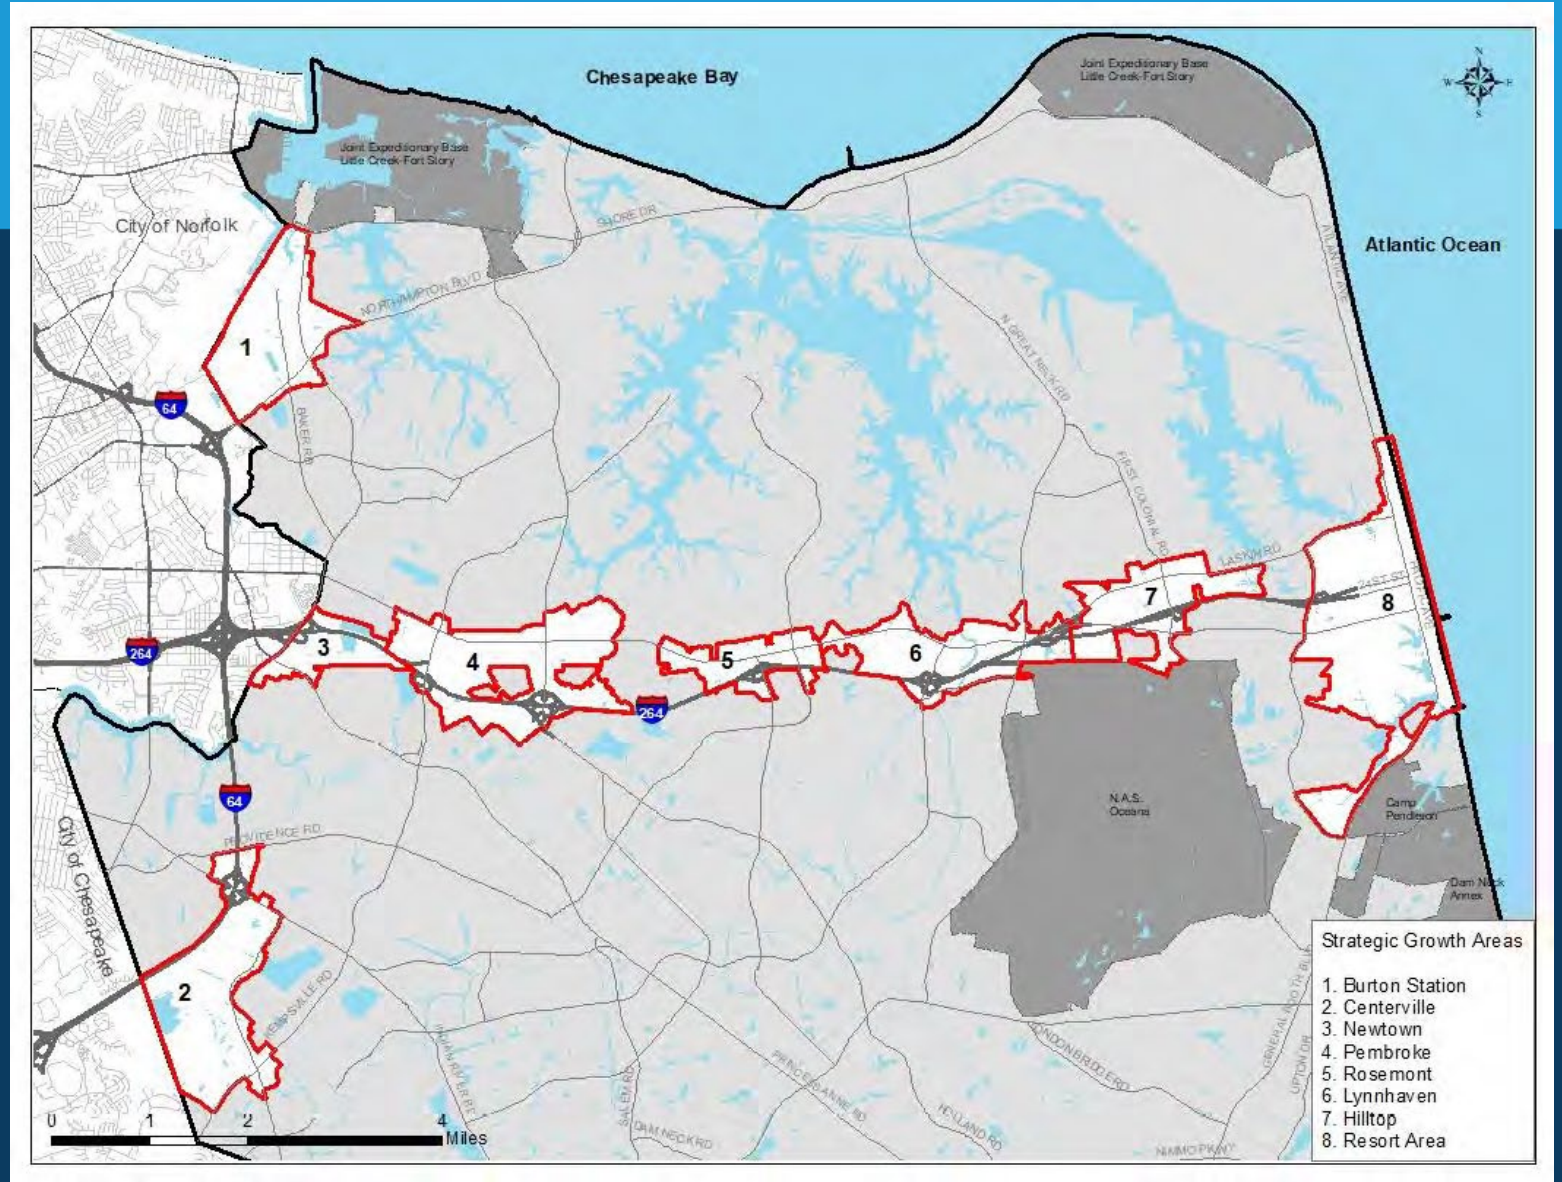 Chesapeake Bay
Joint Expeditionary Base
Little Creek-Fort Story
N
W
E
S
Joint Expeditionary Base
Little Creek-Fort Story
City of Norfolk
SHORE DR
ATLANTIC AVE
Atlantic Ocean
NORTHAMPTON BLVD
N GREAT NECK RD
1
64
BAKER RD
FIRST COLONIAL RD
LASKIN RD
21ST ST
7
8
3
4
5
6
264
264
64
N.A.S.
Oceana
Camp
Pendleton
City of Chesapeake
PROVIDENCE RD
Dam Neck
Annex
2
KEMPSVILLE RD
INDIAN RIVER RD
SALEM RD
DAM NECK RD
PRINCESS ANNE RD
HOLLAND RD
LONDON BRIDGE RD
GENERAL BOOTH BLVD
UPTON DR
NIMMO PKWY
Strategic Growth Areas
1. Burton Station
2. Centerville
3. Newtown
4. Pembroke
5. Rosemont
6. Lynnhaven
7. Hilltop
8. Resort Area
0 1 2 4
Miles